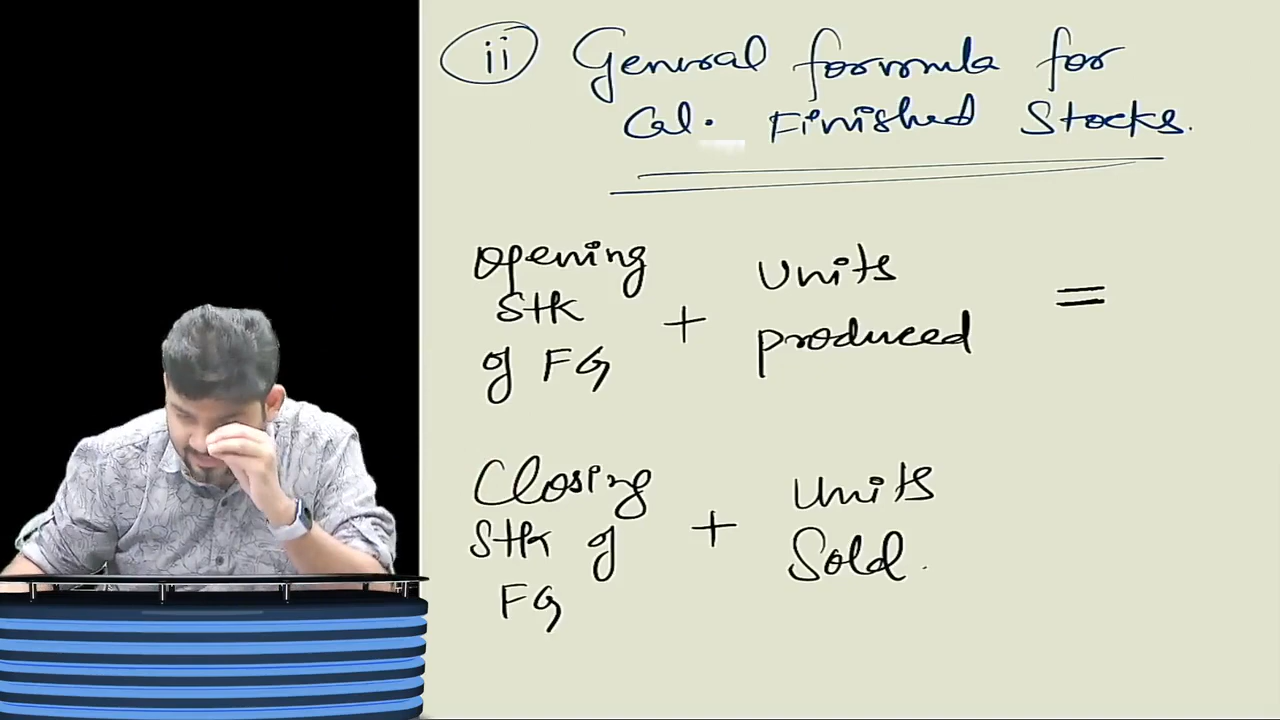 ii General formula for
Cal. Finished Stocks.
Opening Stk of FG + Units produced =
Closing Stk of FG + Units Sold.